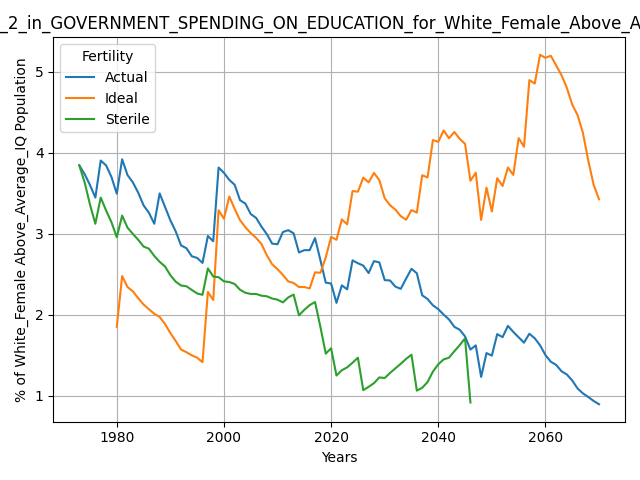 _2_in_GOVERNMENT_SPENDING_ON_EDUCATION_for_White_Female_Above_A
Fertility
Actual
Ideal
Sterile
% of White_Female Above_Average_IQ Population
5
4
3
2
1
1980 2000 2020 2040 2060
Years